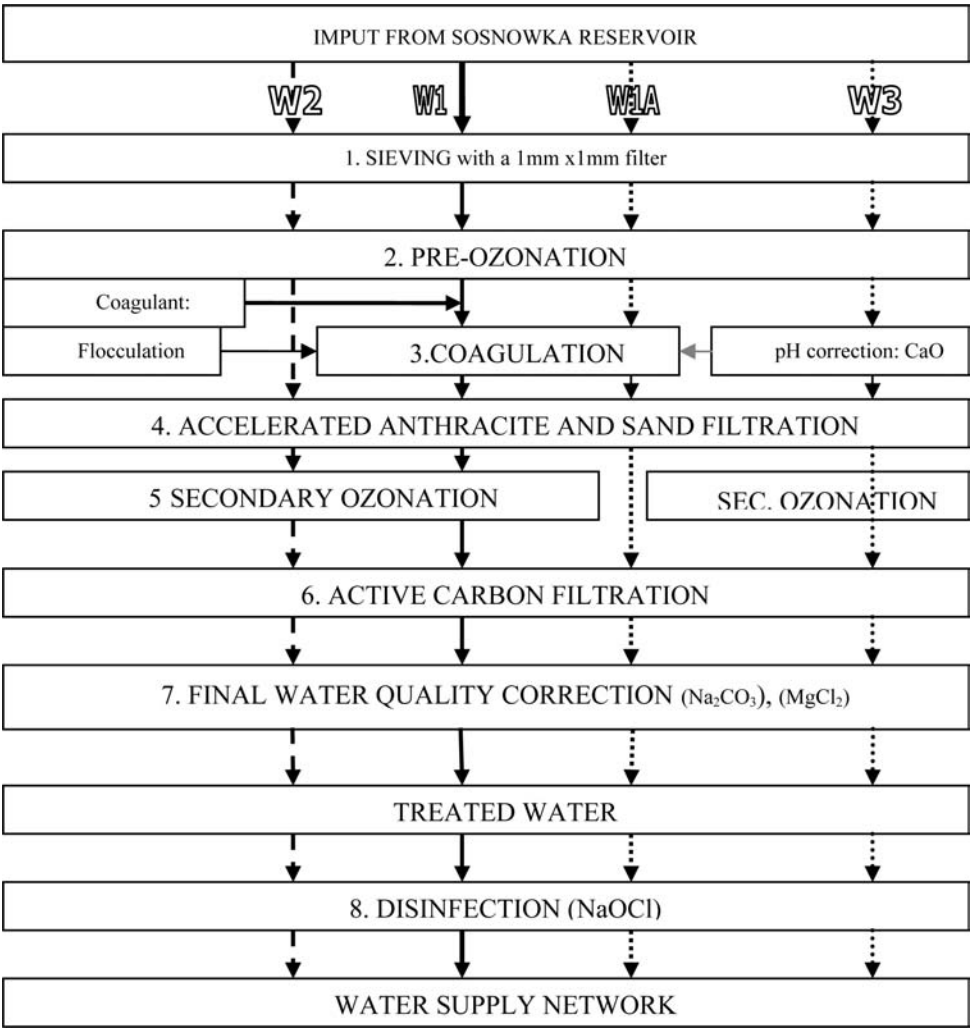 IMPUT FROM SOSNOWKA RESERVOIR
W2 W1 W1A W3
1. SIEVING with a 1mm x1mm filter
2. PRE-OZONATION
Coagulant:
Flocculation
3.COAGULATION
pH correction: CaO
4. ACCELERATED ANTHRACITE AND SAND FILTRATION
5 SECONDARY OZONATION
SEC. OZONATION
6. ACTIVE CARBON FILTRATION
7. FINAL WATER QUALITY CORRECTION (Na₂CO₃), (MgCl₂)
TREATED WATER
8. DISINFECTION (NaOCl)
WATER SUPPLY NETWORK